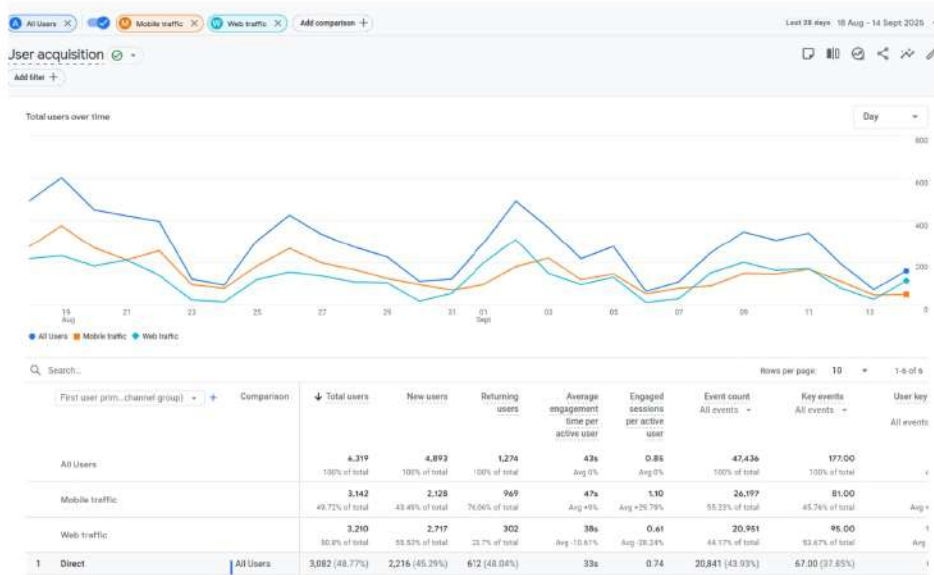 A All Users X M Mobile traffic X W Web traffic X Add comparison + Last 28 days 18 Aug - 14 Sept 2025
User acquisition
Add filter +
Total users over time
Day
800
600
400
200
0
19 Aug 21 23 25 27 29 31 01 Sept 03 05 07 09 11 13
All Users Mobile traffic Web traffic
Search...
Rows per page: 10 1-6 of 6
First user prim...channel group) + Comparison Total users New users Returning users Average engagement time per active user Engaged sessions per active user Event count All events Key events All events User key All events
All Users 6,319 4,893 1,274 43s 0.85 47,436 177.00
100% of total 100% of total 100% of total Avg 0% Avg 0% 100% of total 100% of total
Mobile traffic 3,142 2,128 969 47s 1.10 26,197 81.00
49.72% of total 43.49% of total 76.06% of total Avg +9% Avg +29.79% 55.23% of total 45.76% of total Avg
Web traffic 3,210 2,717 302 38s 0.61 20,951 95.00
50.8% of total 55.53% of total 23.7% of total Avg -10.61% Avg -28.24% 44.17% of total 53.67% of total Avg
1 Direct All Users 3,082 (48.77%) 2,216 (45.29%) 612 (48.04%) 33s 0.74 20,841 (43.93%) 67.00 (37.85%)